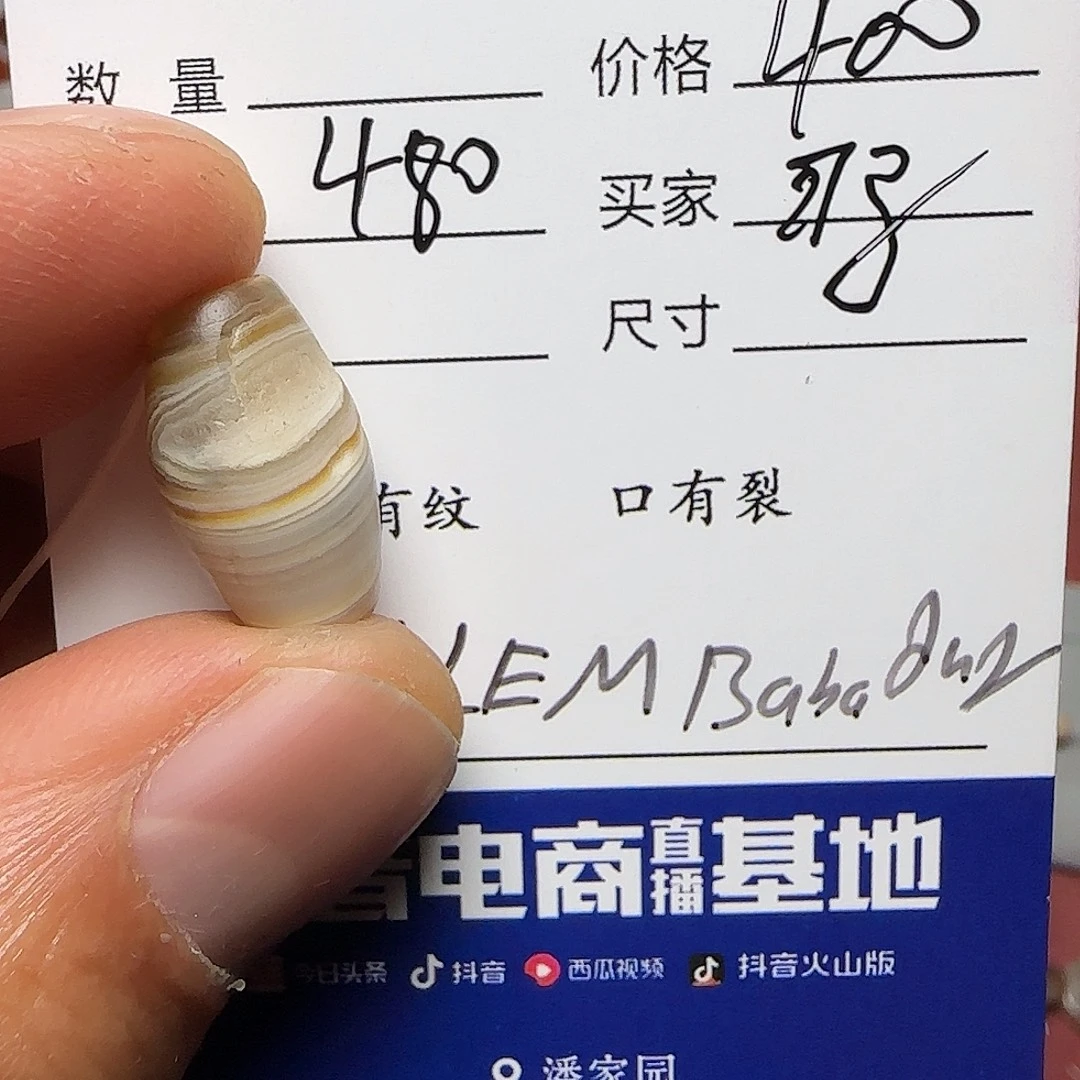 数 量 价格 400
480 买家
尺寸
有纹 口有裂
LEM Baba
电商直播基地
今日头条 抖音 西瓜视频 抖音火山版
潘家园